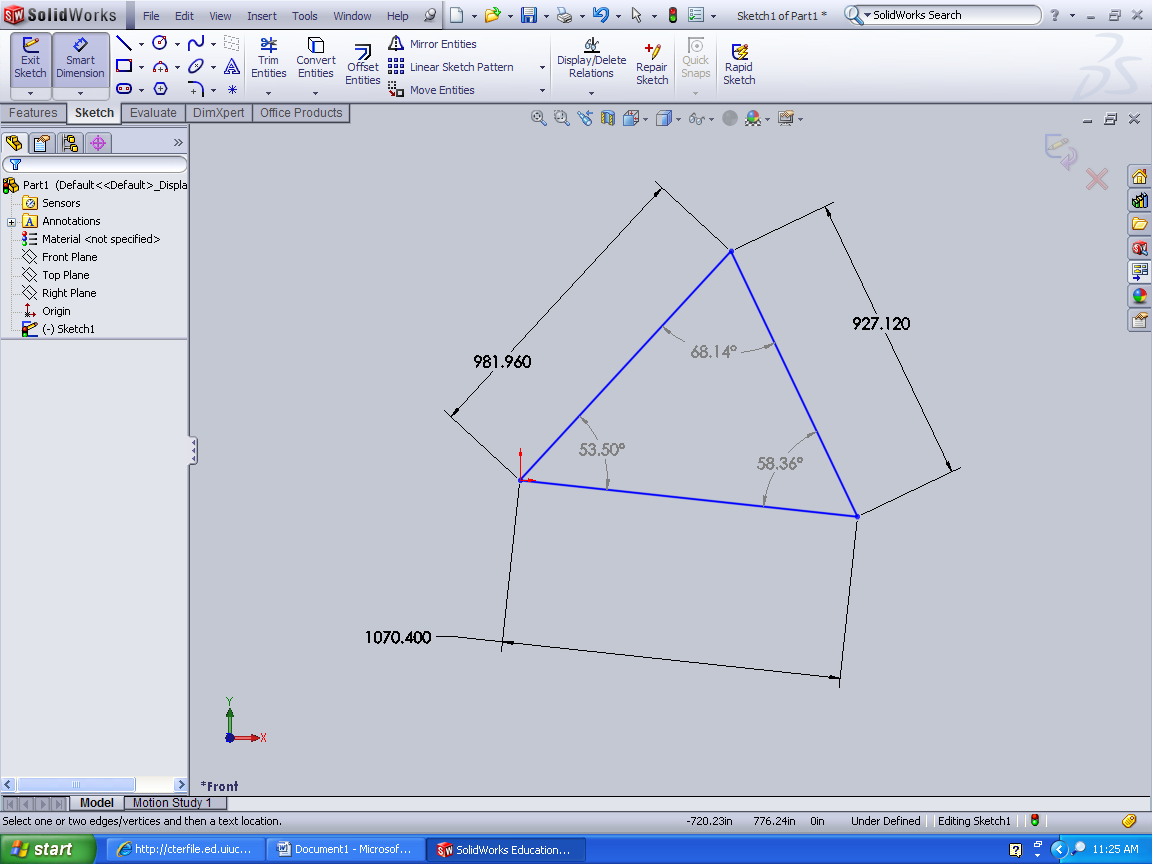 SolidWorks File Edit View Insert Tools Window Help Sketch1 of Part1 * SolidWorks Search ?
Exit Sketch
Smart Dimension
Trim Entities
Convert Entities
Offset Entities
Mirror Entities
Linear Sketch Pattern
Move Entities
Display/Delete Relations
Repair Sketch
Quick Snaps
Rapid Sketch
Features Sketch Evaluate DimXpert Office Products
Part1 (Default<<Default>_Displa
Sensors
A Annotations
Material <not specified>
Front Plane
Top Plane
Right Plane
Origin
(-) Sketch1
927.120
68.14°
981.960
53.50°
58.36°
1070.400
Y
X
*Front
Model Motion Study 1
Select one or two edges/vertices and then a text location. -720.23in 776.24in 0in Under Defined Editing Sketch1
start http://cterfile.ed.uiuc... Document1 - Microsof... SolidWorks Education... 11:25 AM